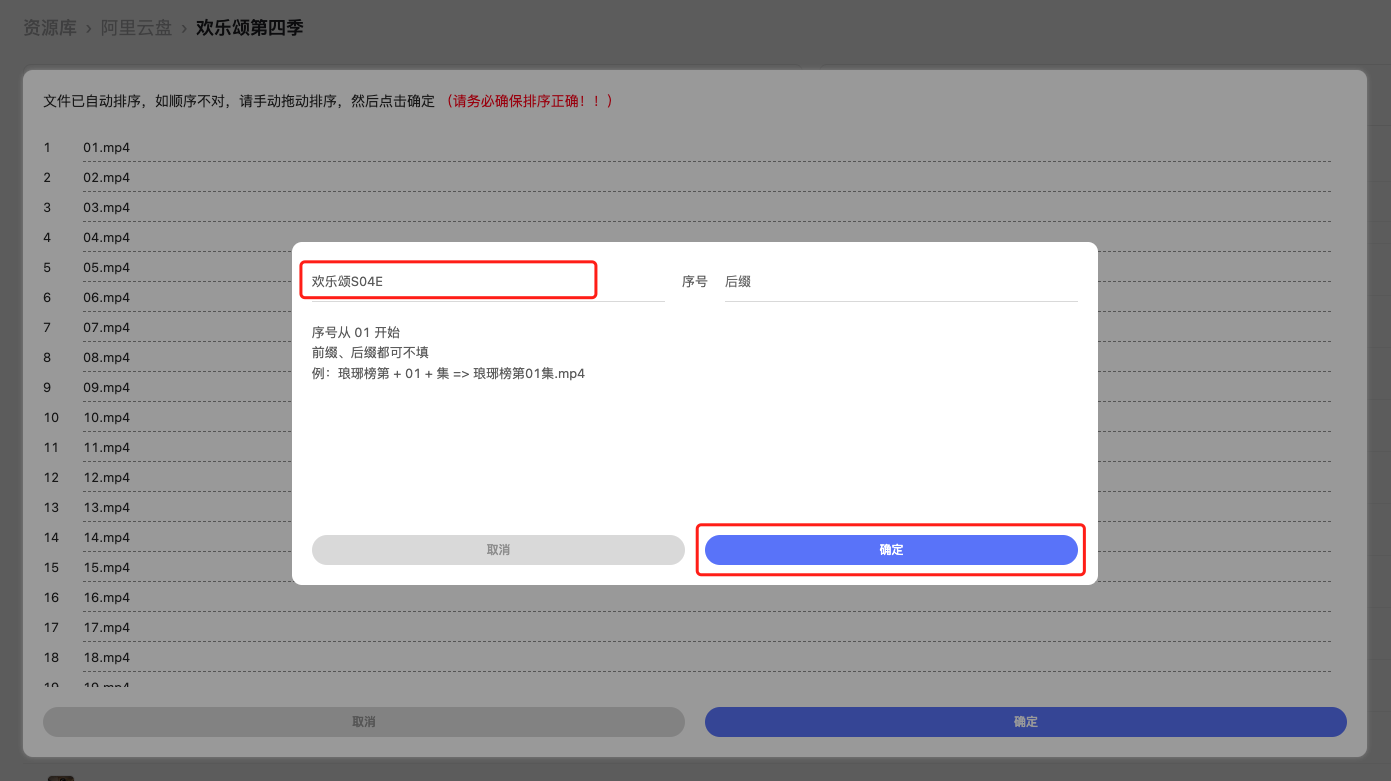 资源库 › 阿里云盘 › 欢乐颂第四季
文件已自动排序，如顺序不对，请手动拖动排序，然后点击确定 （请务必确保排序正确！！）
1 01.mp4
2 02.mp4
3 03.mp4
4 04.mp4
5 05.mp4
6 06.mp4
7 07.mp4
8 08.mp4
9 09.mp4
10 10.mp4
11 11.mp4
12 12.mp4
13 13.mp4
14 14.mp4
15 15.mp4
16 16.mp4
17 17.mp4
18 18.mp4
19 19.mp4
取消 确定
欢乐颂S04E 序号 后缀
序号从 01 开始
前缀、后缀都可不填
例：琅琊榜第 + 01 + 集 => 琅琊榜第01集.mp4
取消 确定